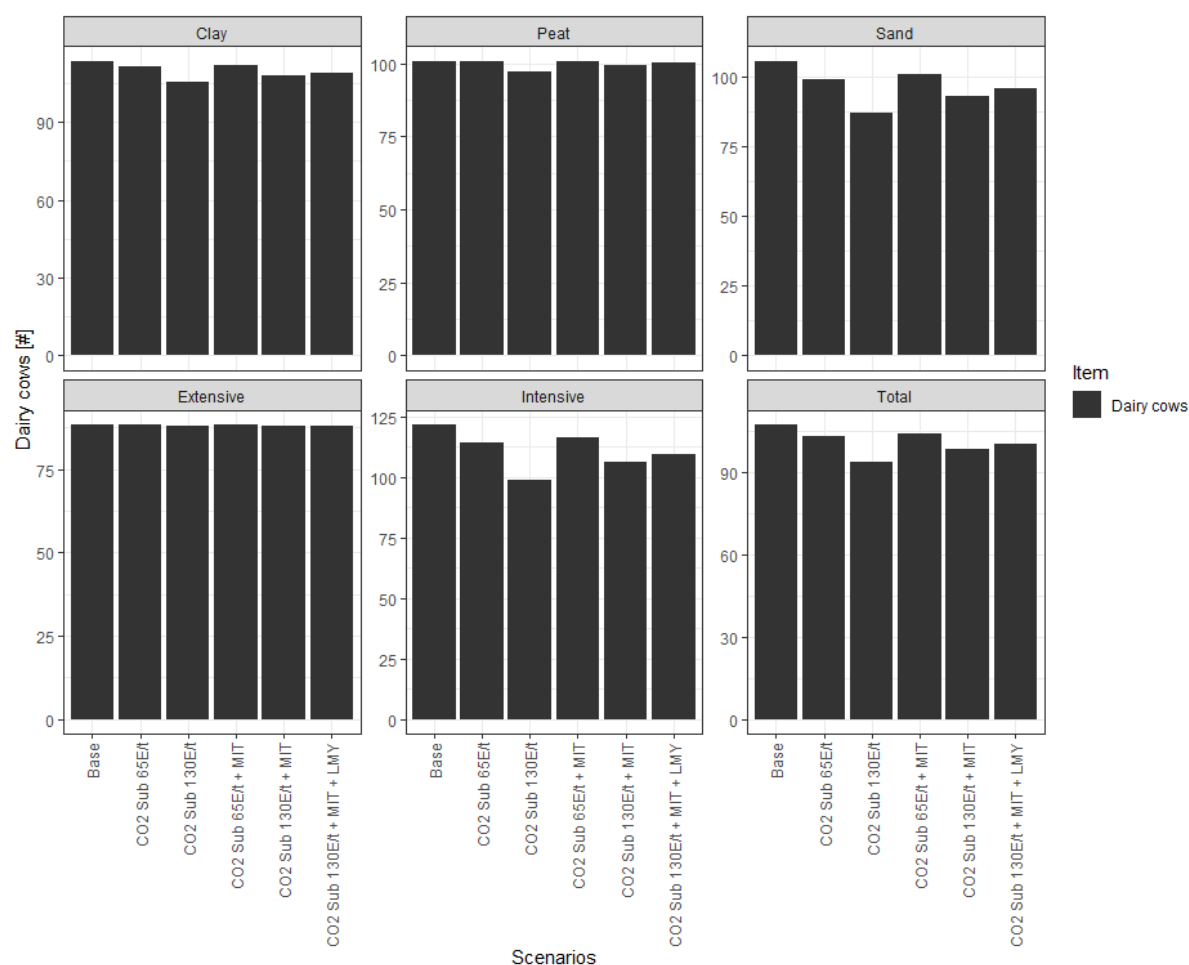 Clay
Peat
Sand
90
60
30
0
100
75
50
25
0
100
75
50
25
0
Extensive
Intensive
Total
75
50
25
0
125
100
75
50
25
0
90
60
30
0
Dairy cows [#]
Base
CO2 Sub 65E/t
CO2 Sub 130E/t
CO2 Sub 65E/t + MIT
CO2 Sub 130E/t + MIT
CO2 Sub 130E/t + MIT + LMY
Base
CO2 Sub 65E/t
CO2 Sub 130E/t
CO2 Sub 65E/t + MIT
CO2 Sub 130E/t + MIT
CO2 Sub 130E/t + MIT + LMY
Base
CO2 Sub 65E/t
CO2 Sub 130E/t
CO2 Sub 65E/t + MIT
CO2 Sub 130E/t + MIT
CO2 Sub 130E/t + MIT + LMY
Scenarios
Item
Dairy cows